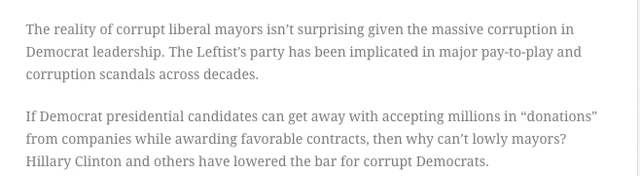 The reality of corrupt liberal mayors isn’t surprising given the massive corruption in
Democrat leadership. The Leftist’s party has been implicated in major pay-to-play and
corruption scandals across decades.
If Democrat presidential candidates can get away with accepting millions in “donations”
from companies while awarding favorable contracts, then why can’t lowly mayors?
Hillary Clinton and others have lowered the bar for corrupt Democrats.